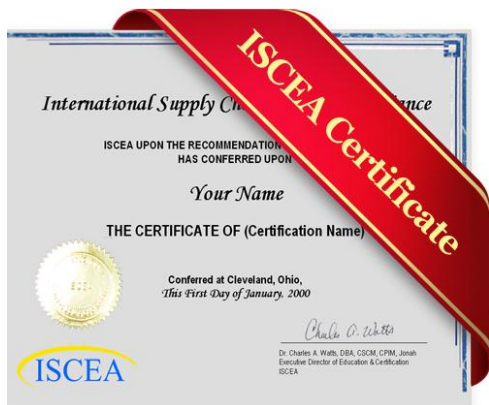 ISCEA Certificate
International Supply
ISCEA UPON THE RECOMMENDATION
HAS CONFERRED UPON
Your Name
THE CERTIFICATE OF (Certification Name)
Conferred at Cleveland, Ohio,
This First Day of January, 2000
Charles A. Watts
Dr. Charles A. Watts, DBA, CSCM, CPIM, Jonah
Executive Director of Education & Certification
ISCEA
ISCEA